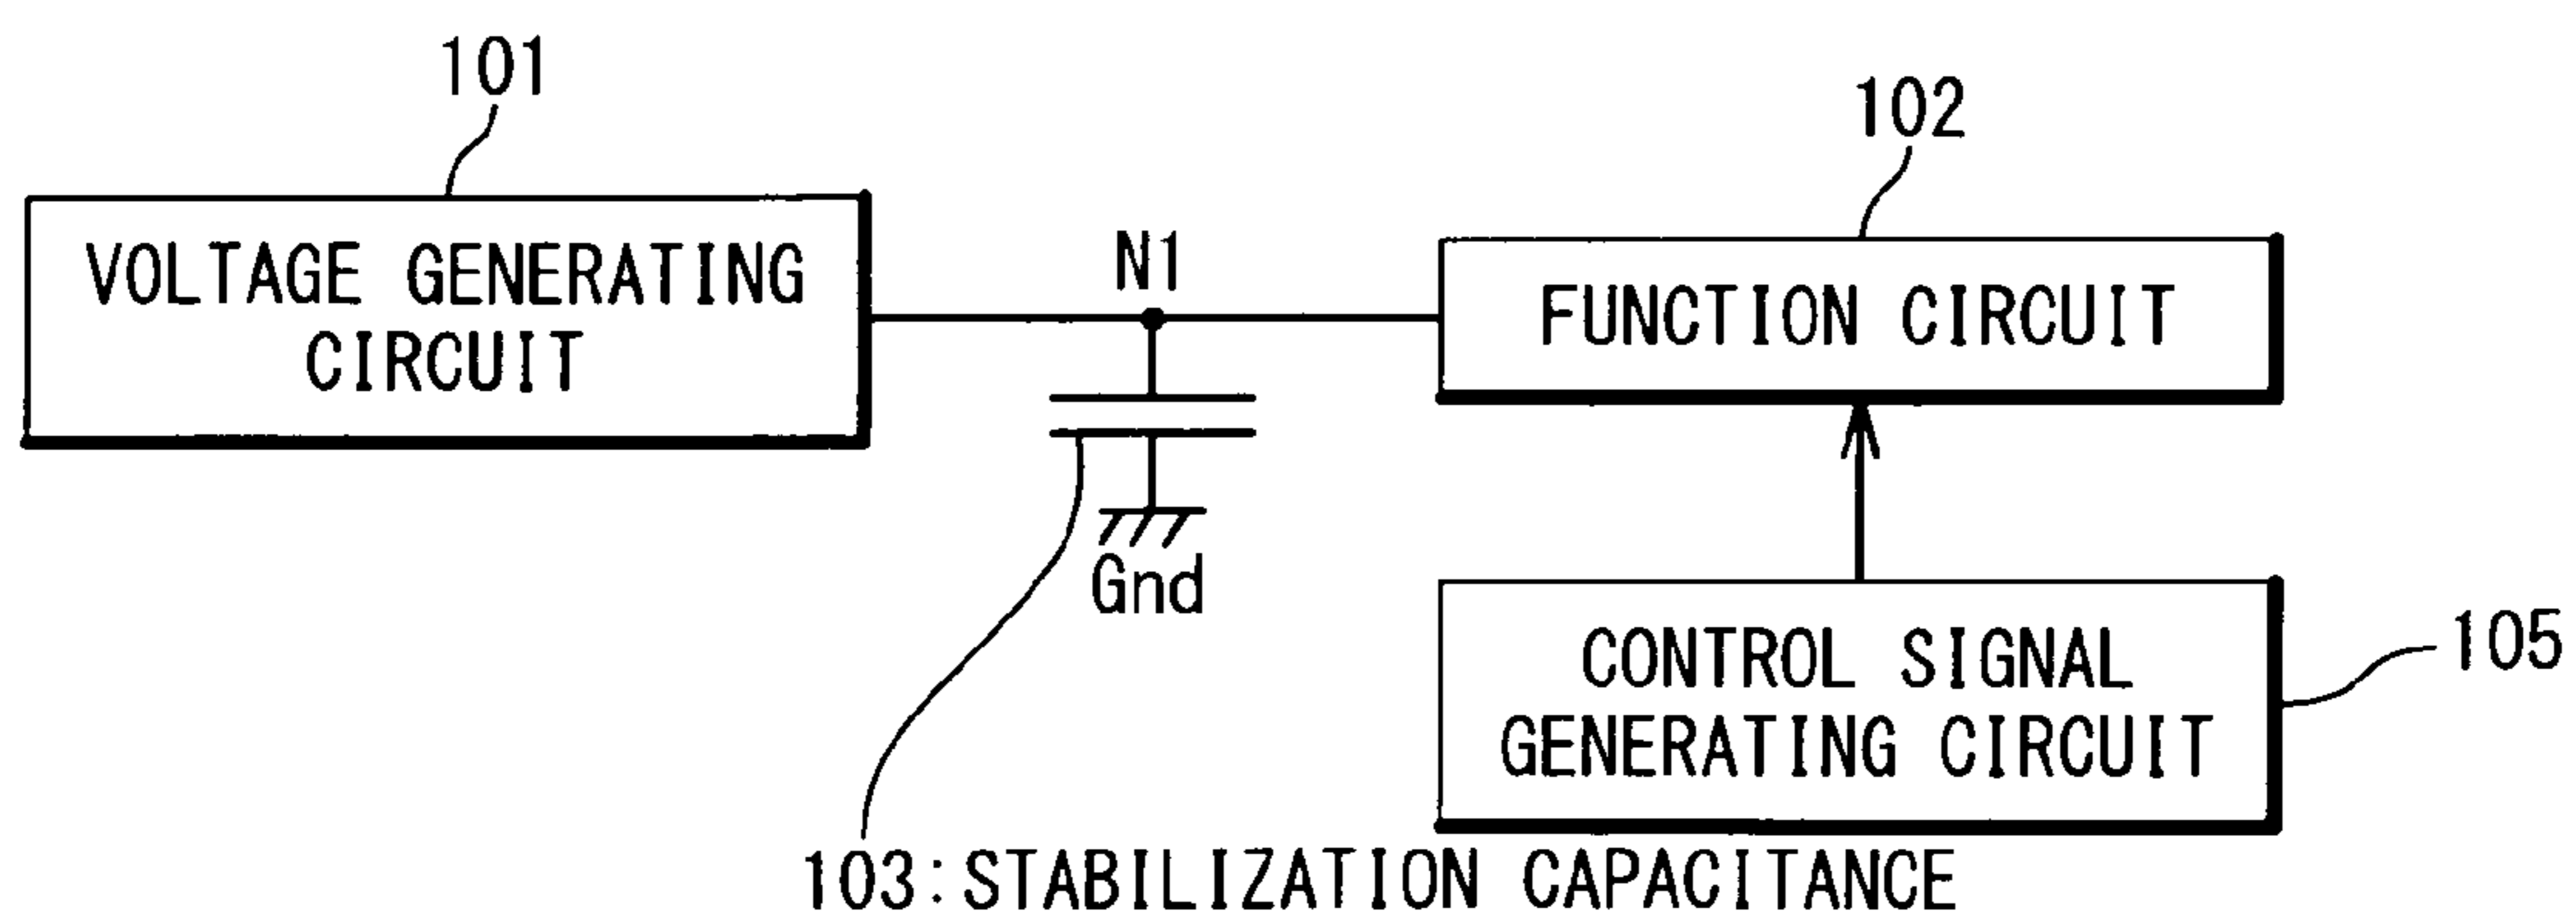 101
102
VOLTAGE GENERATING
CIRCUIT
N1
FUNCTION CIRCUIT
Gnd
CONTROL SIGNAL
GENERATING CIRCUIT
105
103:STABILIZATION CAPACITANCE